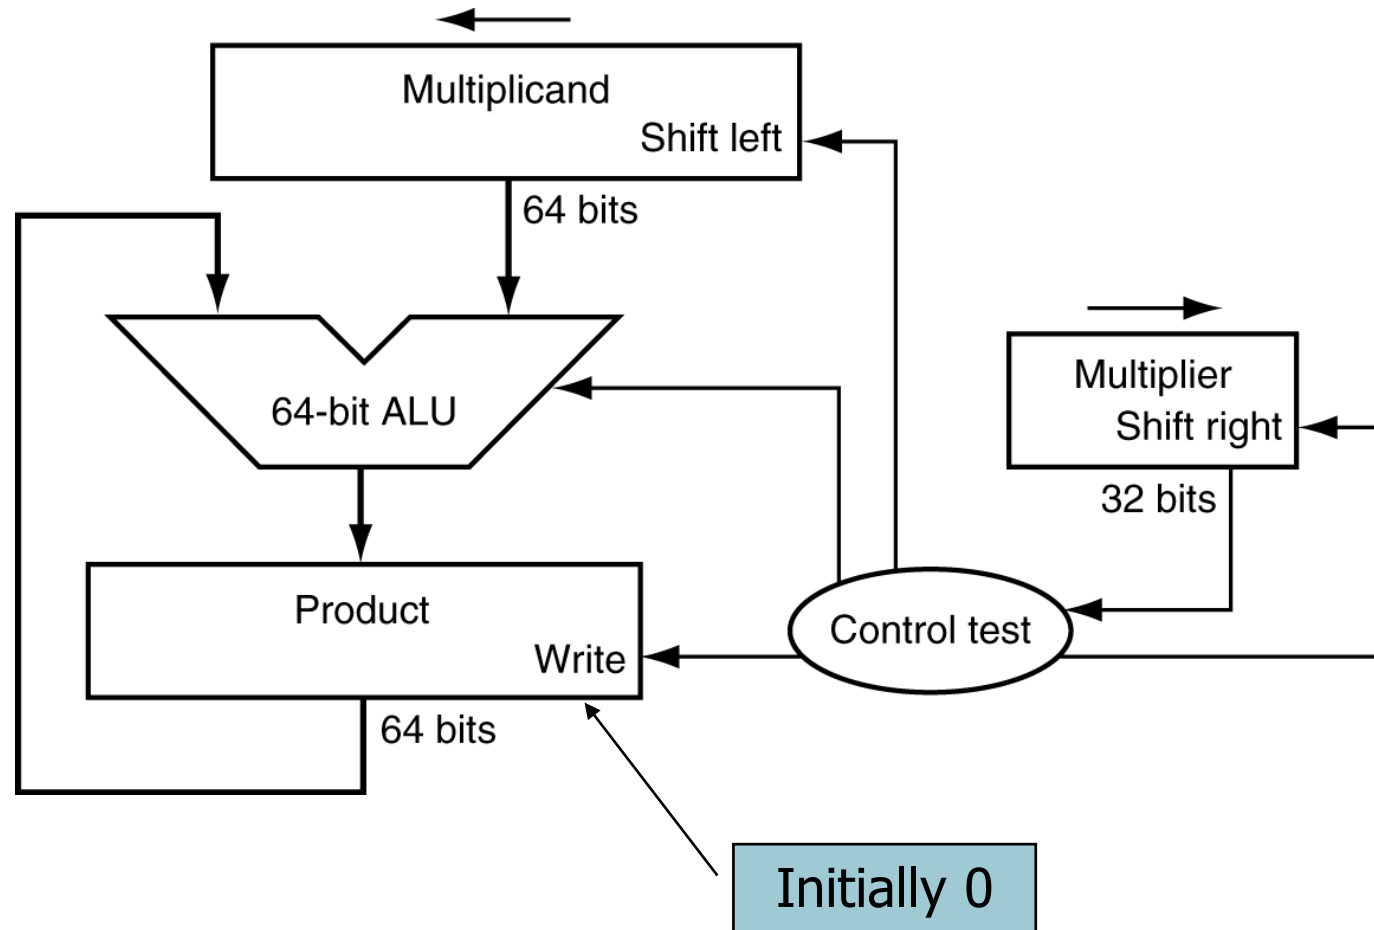 Multiplicand
Shift left
64 bits
64-bit ALU
Multiplier
Shift right
32 bits
Product
Write
Control test
64 bits
Initially 0